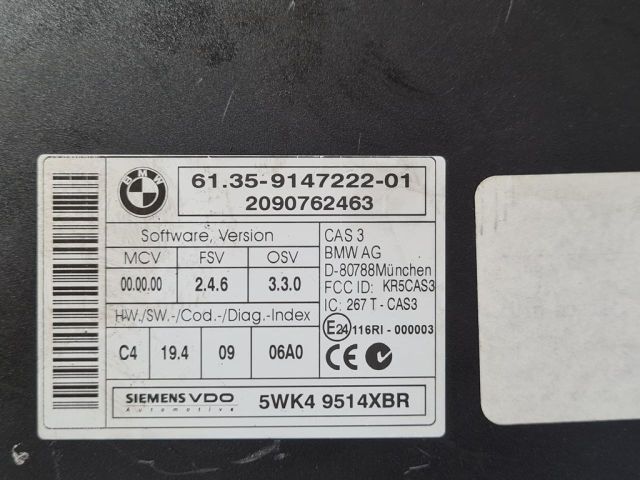 BMW
61.35-9147222-01
2090762463
Software, Version
MCV FSV OSV
00.00.00 2.4.6 3.3.0
H.W./SW.-/Cod.-/Diag.-Index
C4 19.4 09 06A0
CAS 3
BMW AG
D-80788München
FCC ID: KR5CAS3
IC: 267 T - CAS3
E24 116RI - 000003
CE
SIEMENS VDO
Automotive
5WK4 9514XBR